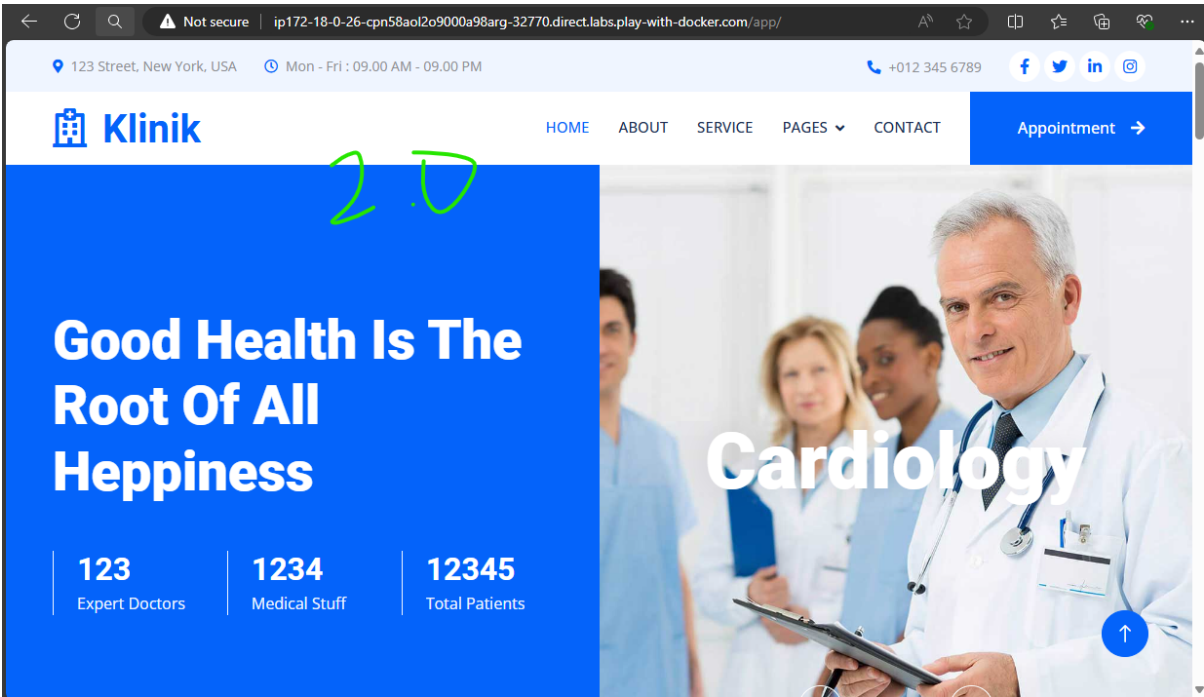 Not secure ip172-18-0-26-cpn58aol2o9000a98arg-32770.direct.labs.play-with-docker.com/app/
123 Street, New York, USA Mon - Fri : 09.00 AM - 09.00 PM +012 345 6789
Klinik HOME ABOUT SERVICE PAGES CONTACT Appointment
2.0
Good Health Is The
Root Of All
Heppiness
Cardiology
123 1234 12345
Expert Doctors Medical Stuff Total Patients